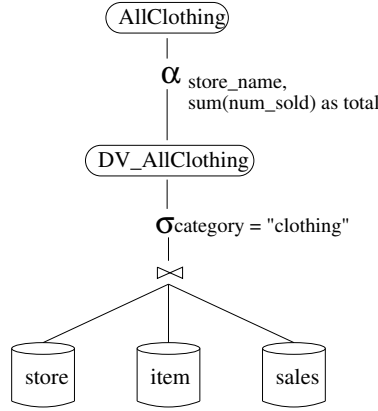 AllClothing
α store_name,
sum(num_sold) as total
DV_AllClothing
σcategory = "clothing"
⋈
store item sales